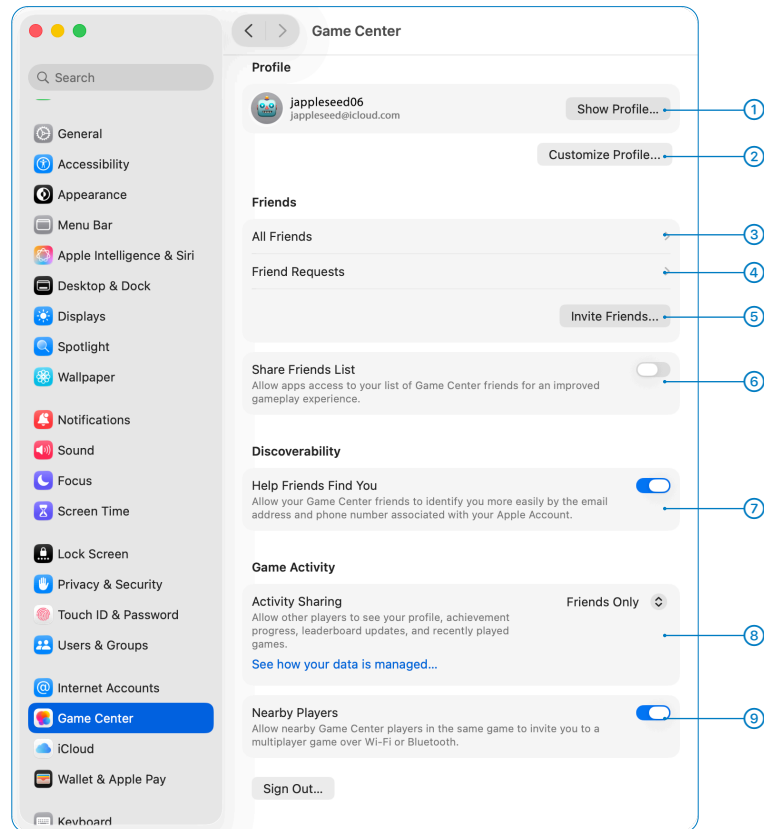 Game Center
Search
General
Accessibility
Appearance
Menu Bar
Apple Intelligence & Siri
Desktop & Dock
Displays
Spotlight
Wallpaper
Notifications
Sound
Focus
Screen Time
Lock Screen
Privacy & Security
Touch ID & Password
Users & Groups
@ Internet Accounts
Game Center
iCloud
Wallet & Apple Pay
Keyboard
Profile
jappleseed06
jappleseed@icloud.com
Show Profile...
1
Customize Profile...
2
Friends
All Friends
3
Friend Requests
4
Invite Friends...
5
Share Friends List
Allow apps access to your list of Game Center friends for an improved
gameplay experience.
6
Discoverability
Help Friends Find You
Allow your Game Center friends to identify you more easily by the email
address and phone number associated with your Apple Account.
7
Game Activity
Activity Sharing
Friends Only
Allow other players to see your profile, achievement
progress, leaderboard updates, and recently played
games.
See how your data is managed...
8
Nearby Players
Allow nearby Game Center players in the same game to invite you to a
multiplayer game over Wi-Fi or Bluetooth.
9
Sign Out...